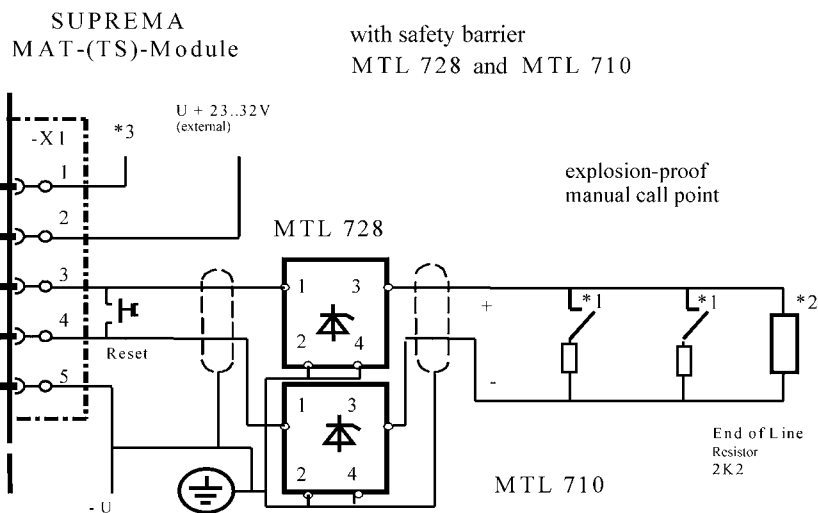 SUPREMA
MAT-(TS)-Module
with safety barrier
MTL 728 and MTL 710
U + 23..32V
(external)
-X1
*3
1
2
3
4
5
Reset
- U
MTL 728
1
3
2
4
1
3
2
4
MTL 710
explosion-proof
manual call point
+
-
*1
*1
*2
End of Line
Resistor
2K2